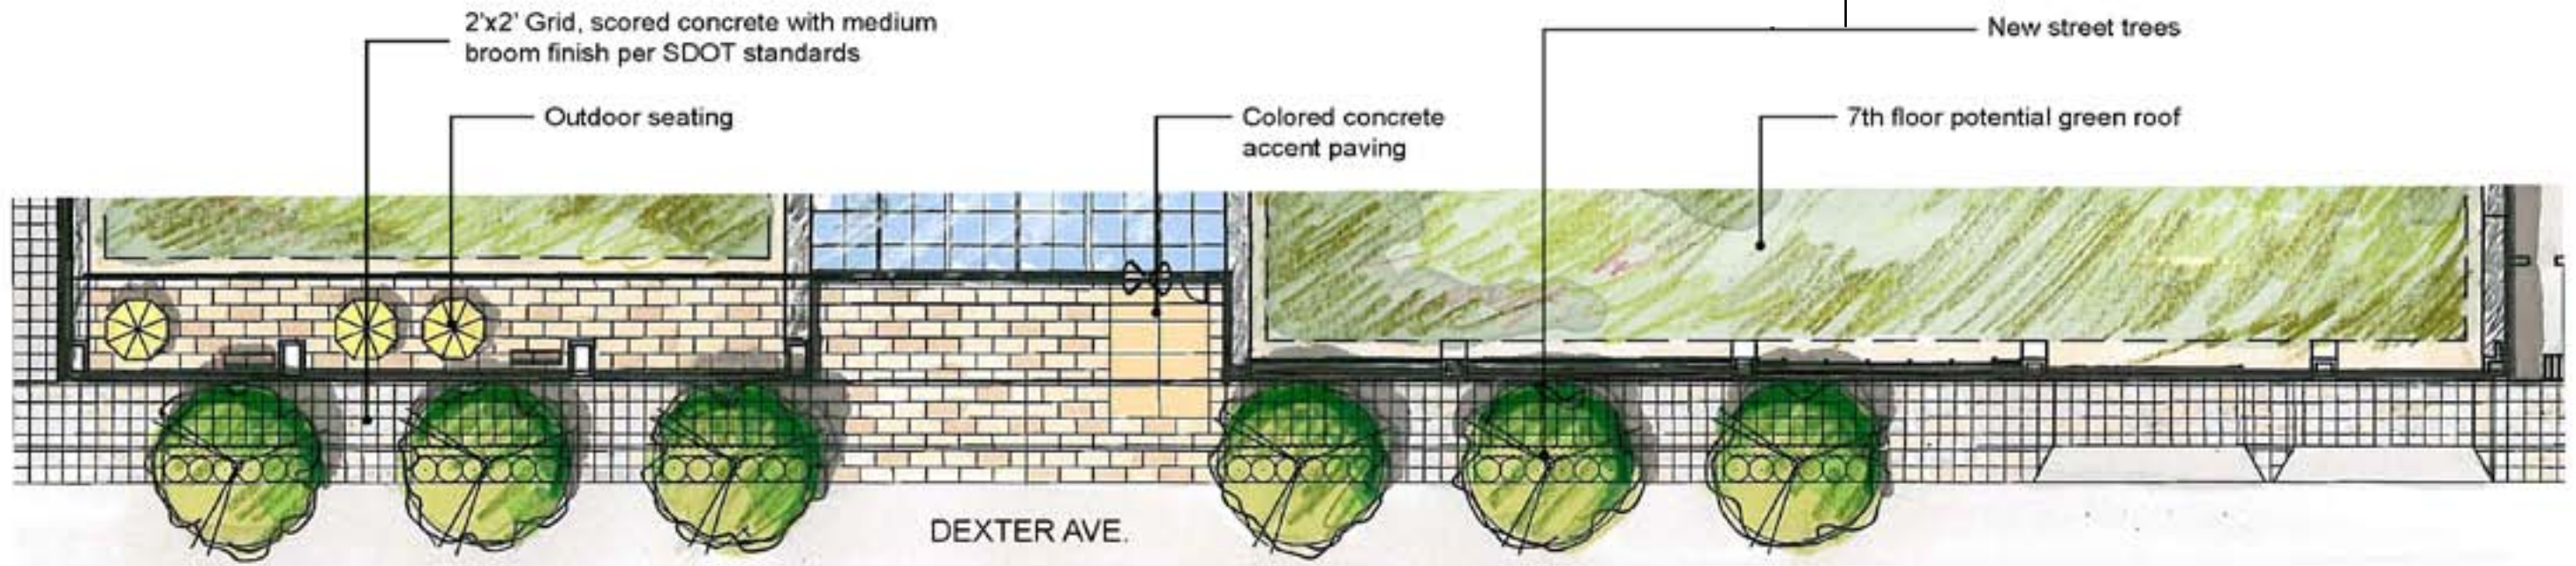 2'x2' Grid, scored concrete with medium
broom finish per SDOT standards
New street trees
Outdoor seating
Colored concrete
accent paving
7th floor potential green roof
DEXTER AVE.